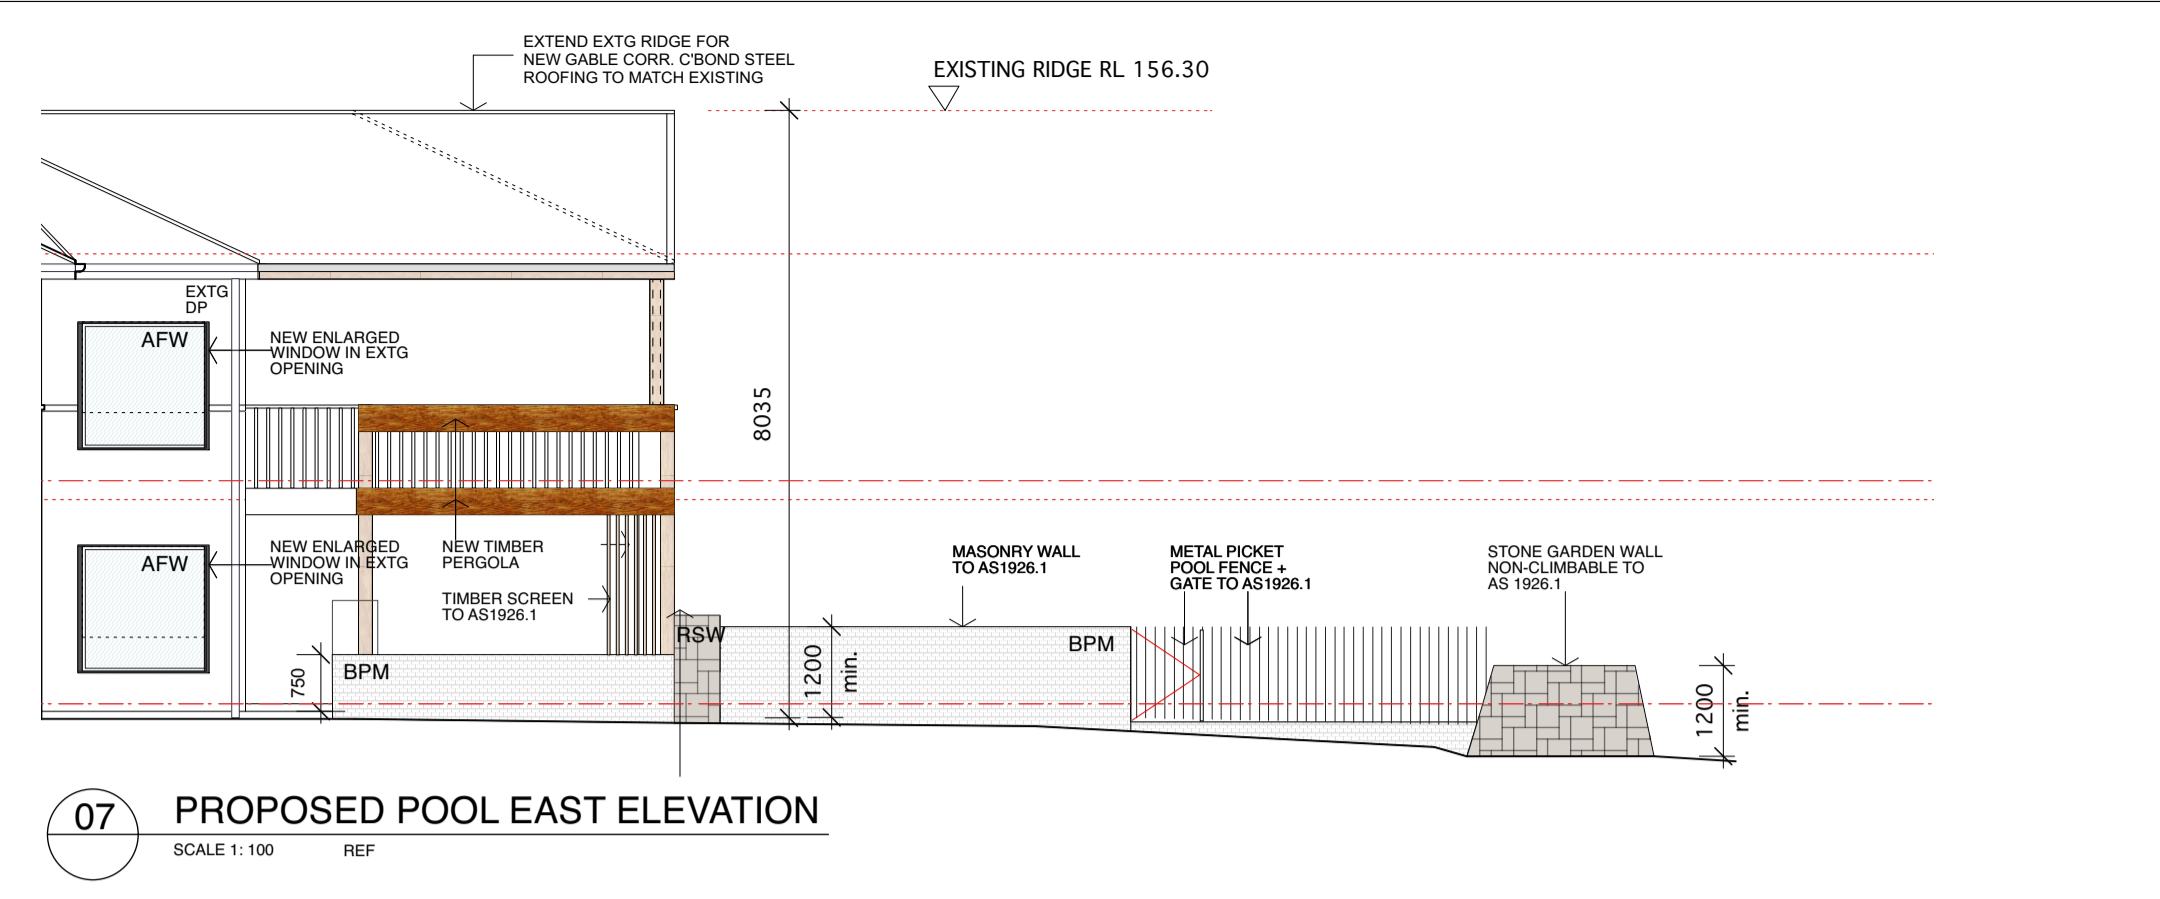 EXTEND EXTG RIDGE FOR
NEW GABLE CORR. C'BOND STEEL
ROOFING TO MATCH EXISTING
EXISTING RIDGE RL 156.30
EXTG
DP
AFW
NEW ENLARGED
WINDOW IN EXTG
OPENING
8035
AFW
NEW ENLARGED
WINDOW IN EXTG
OPENING
NEW TIMBER
PERGOLA
TIMBER SCREEN
TO AS1926.1
MASONRY WALL
TO AS1926.1
METAL PICKET
POOL FENCE +
GATE TO AS1926.1
STONE GARDEN WALL
NON-CLIMBABLE TO
AS 1926.1
RSW
BPM
BPM
750
1200
min.
1200
min.
07
PROPOSED POOL EAST ELEVATION
SCALE 1: 100
REF